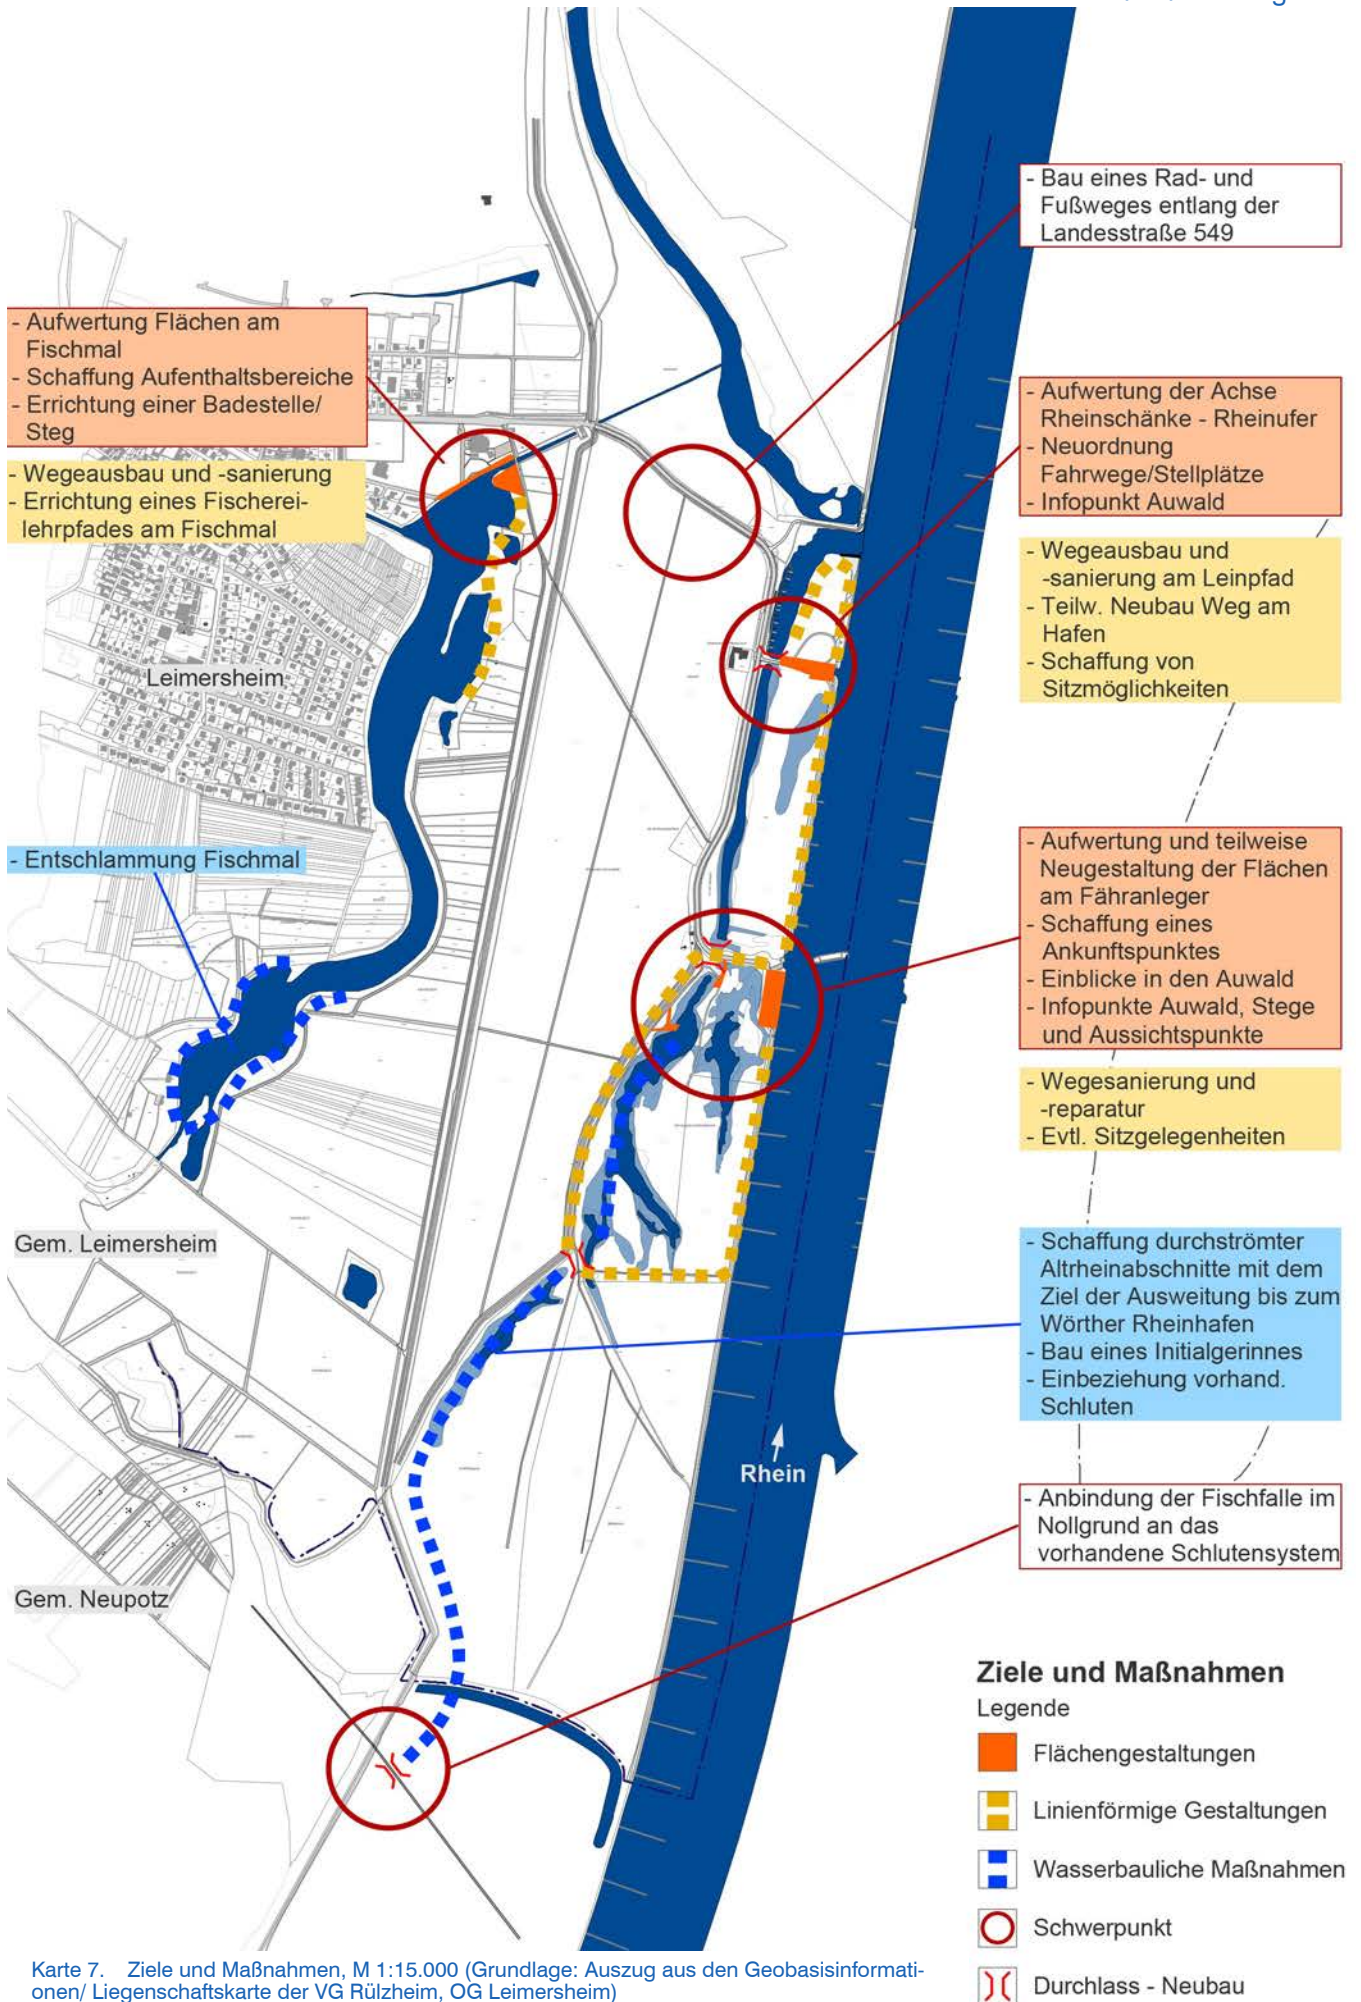 - Bau eines Rad- und
Fußweges entlang der
Landesstraße 549
- Aufwertung Flächen am
Fischmal
- Schaffung Aufenthaltsbereiche
- Errichtung einer Badestelle/
Steg
- Wegeausbau und -sanierung
- Errichtung eines Fischerei-
lehrpfades am Fischmal
- Aufwertung der Achse
Rheinschänke - Rheinufer
- Neuordnung
Fahrwege/Stellplätze
- Infopunkt Auwald
- Wegeausbau und
-sanierung am Leinpfad
- Teilw. Neubau Weg am
Hafen
- Schaffung von
Sitzmöglichkeiten
Leimersheim
- Entschlammung Fischmal
- Aufwertung und teilweise
Neugestaltung der Flächen
am Fähranleger
- Schaffung eines
Ankunftspunktes
- Einblicke in den Auwald
- Infopunkte Auwald, Stege
und Aussichtspunkte
- Wegesanierung und
-reparatur
- Evtl. Sitzgelegenheiten
Gem. Leimersheim
- Schaffung durchströmter
Altrheinabschnitte mit dem
Ziel der Ausweitung bis zum
Wörther Rheinhafen
- Bau eines Initialgerinnes
- Einbeziehung vorhand.
Schluten
Rhein
- Anbindung der Fischfalle im
Nollgrund an das
vorhandene Schlutensystem
Gem. Neupotz
Ziele und Maßnahmen
Legende
Flächengestaltungen
Linienförmige Gestaltungen
Wasserbauliche Maßnahmen
Schwerpunkt
Durchlass - Neubau
Karte 7. Ziele und Maßnahmen, M 1:15.000 (Grundlage: Auszug aus den Geobasisinformati-
onen/ Liegenschaftskarte der VG Rülzheim, OG Leimersheim)